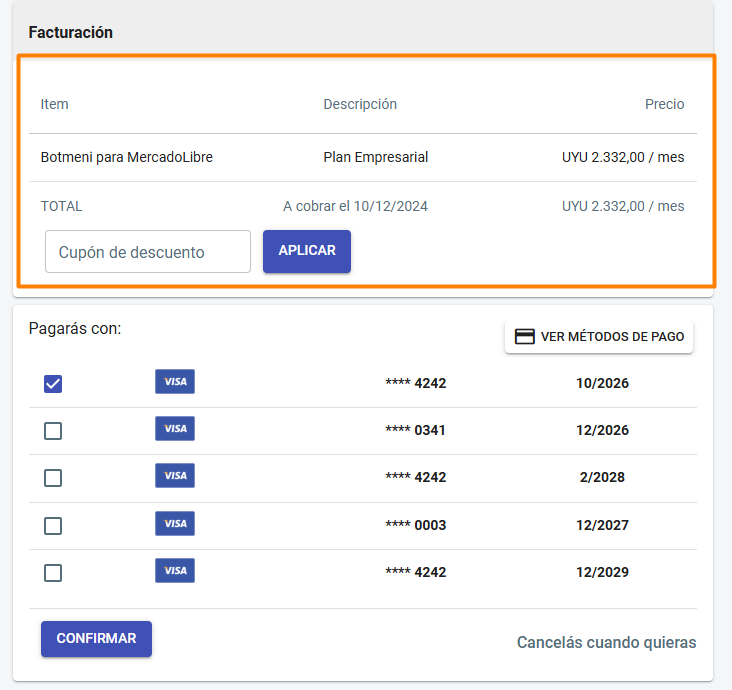 Facturación
Item Descripción Precio
Botmeni para MercadoLibre Plan Empresarial UYU 2.332,00 / mes
TOTAL A cobrar el 10/12/2024 UYU 2.332,00 / mes
Cupón de descuento APLICAR
Pagarás con: VER MÉTODOS DE PAGO
VISA **** 4242 10/2026
VISA **** 0341 12/2026
VISA **** 4242 2/2028
VISA **** 0003 12/2027
VISA **** 4242 12/2029
CONFIRMAR Cancelás cuando quieras